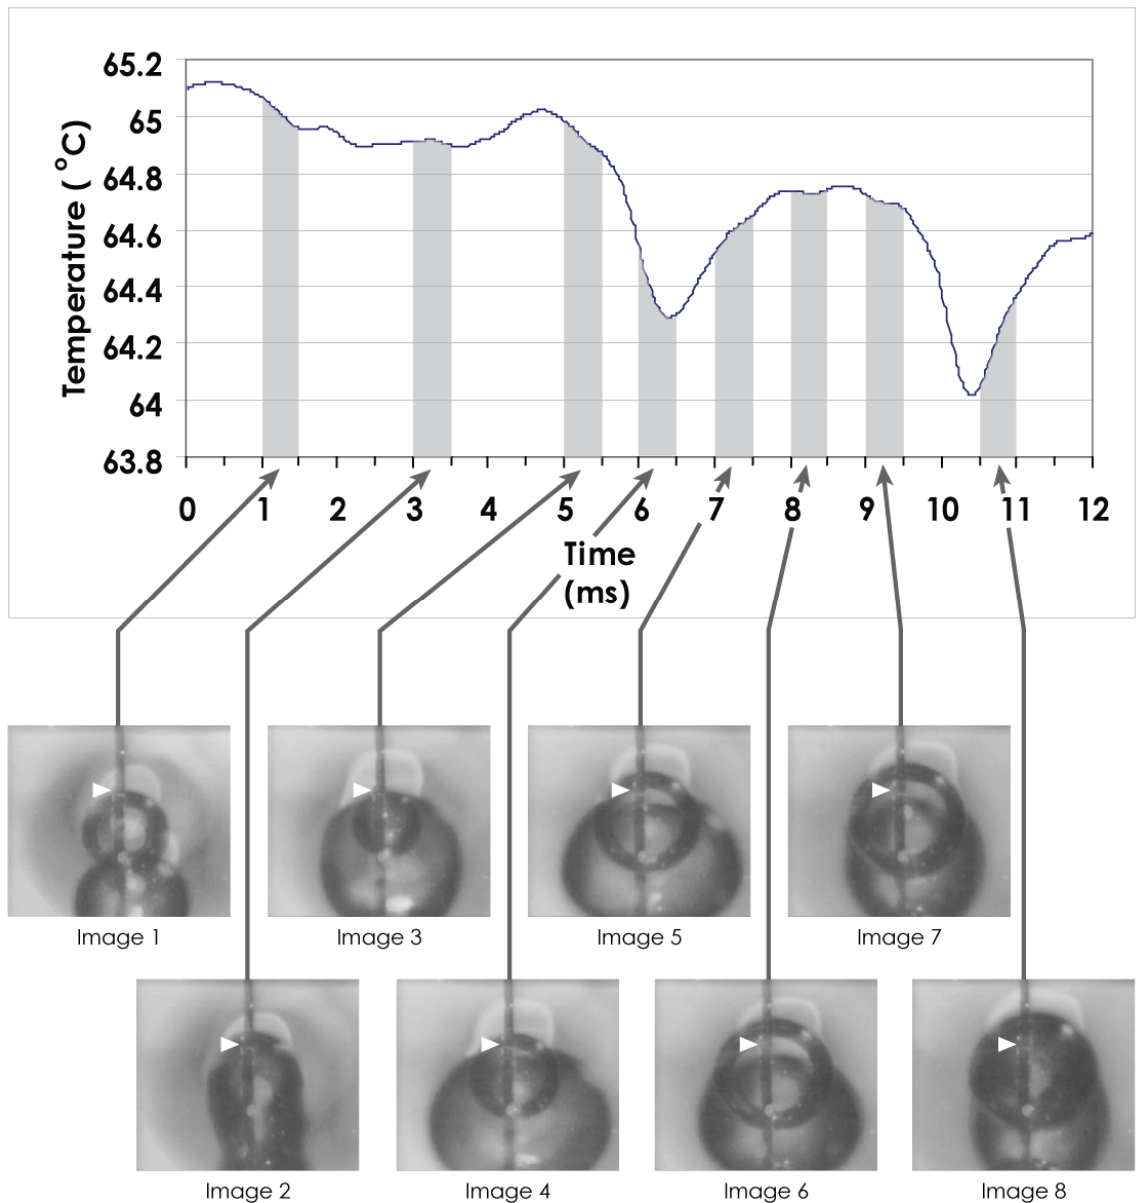 65.2
65
64.8
64.6
64.4
64.2
64
63.8
Temperature ( °C)
0 1 2 3 4 5 6 7 8 9 10 11 12
Time
(ms)
Image 1
Image 3
Image 5
Image 7
Image 2
Image 4
Image 6
Image 8